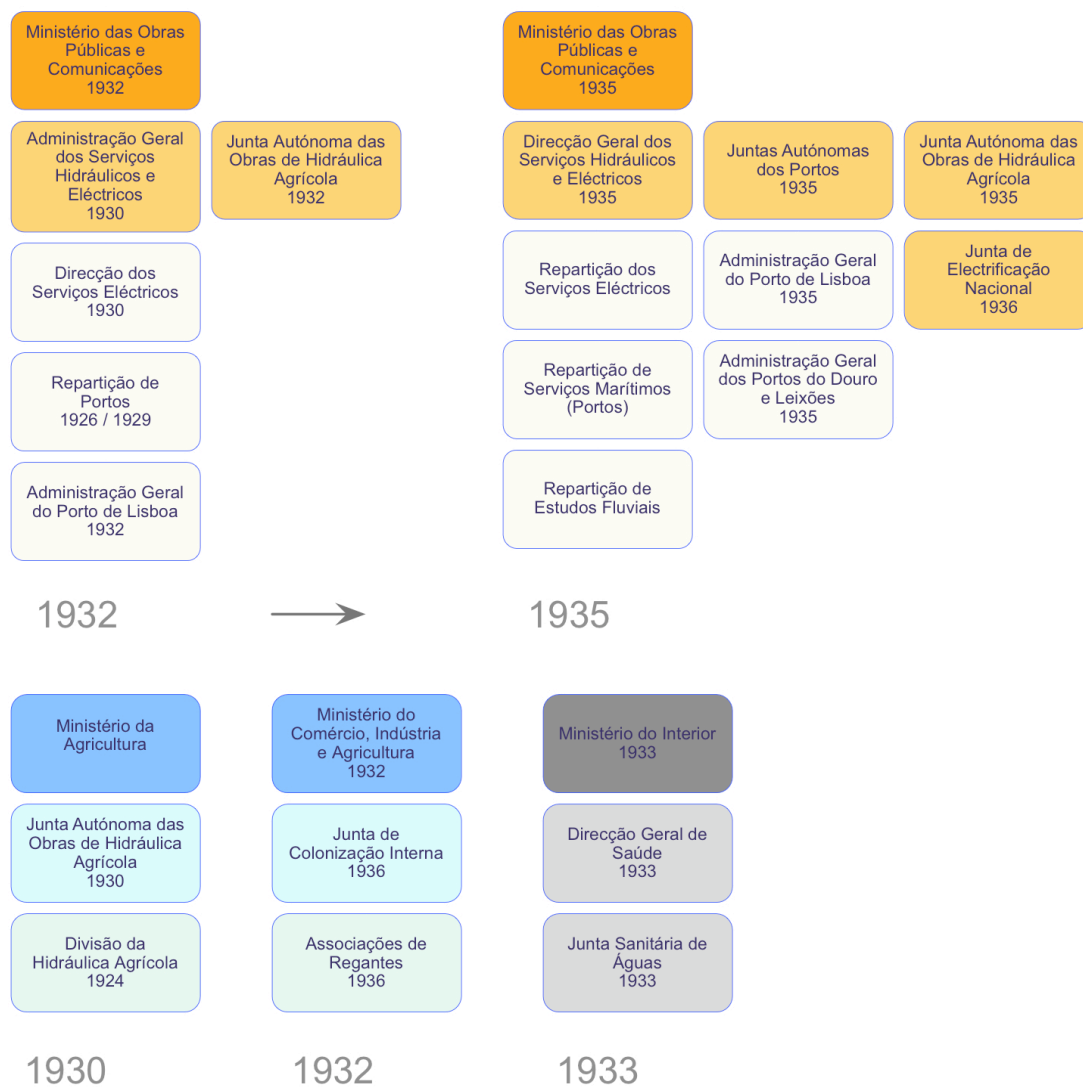 Ministério das Obras
Públicas e
Comunicações
1932
Administração Geral
dos Serviços
Hidráulicos e
Eléctricos
1930
Junta Autónoma das
Obras de Hidráulica
Agrícola
1932
Direcção dos
Serviços Eléctricos
1930
Repartição de
Portos
1926 / 1929
Administração Geral
do Porto de Lisboa
1932
1932
Ministério das Obras
Públicas e
Comunicações
1935
Direcção Geral dos
Serviços Hidráulicos
e Eléctricos
1935
Juntas Autónomas
dos Portos
1935
Junta Autónoma das
Obras de Hidráulica
Agrícola
1935
Repartição dos
Serviços Eléctricos
Administração Geral
do Porto de Lisboa
1935
Junta de
Electrificação
Nacional
1936
Repartição de
Serviços Marítimos
(Portos)
Administração Geral
dos Portos do Douro
e Leixões
1935
Repartição de
Estudos Fluviais
1935
Ministério da
Agricultura
Junta Autónoma das
Obras de Hidráulica
Agrícola
1930
Divisão da
Hidráulica Agrícola
1924
1930
Ministério do
Comércio, Indústria
e Agricultura
1932
Junta de
Colonização Interna
1936
Associações de
Regantes
1936
1932
Ministério do Interior
1933
Direcção Geral de
Saúde
1933
Junta Sanitária de
Águas
1933
1933